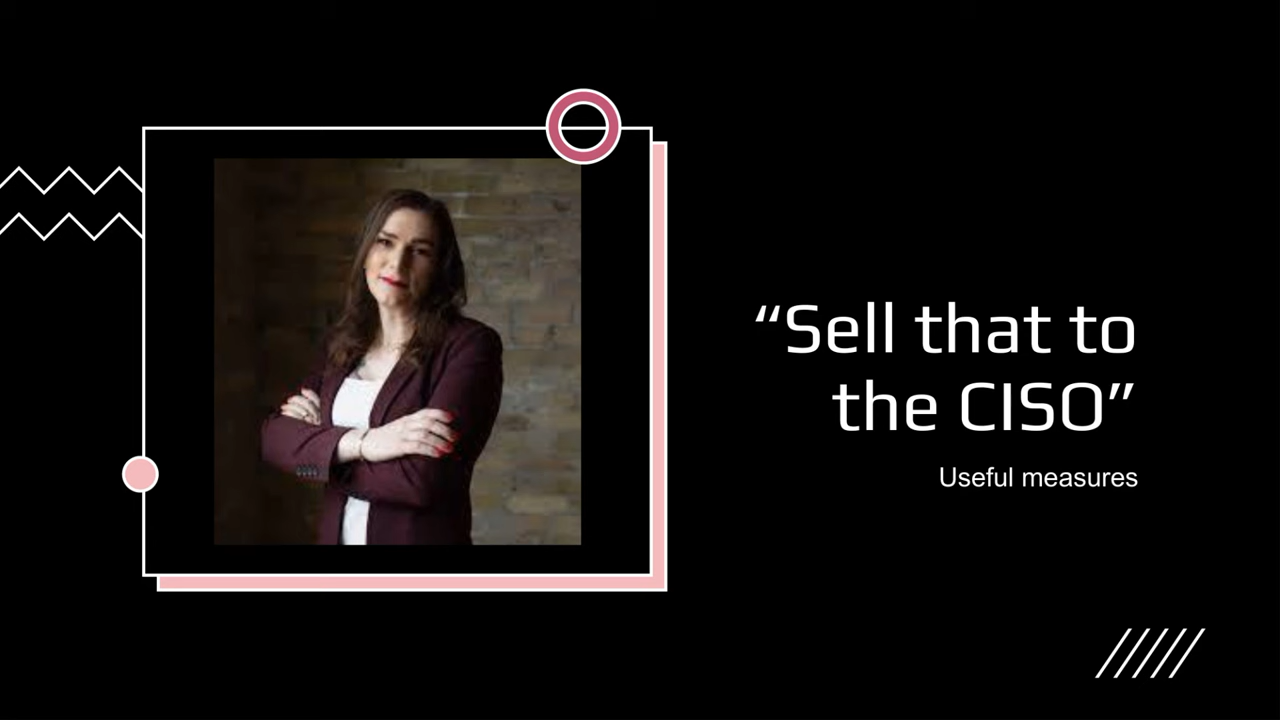 “Sell that to
the CISO”
Useful measures